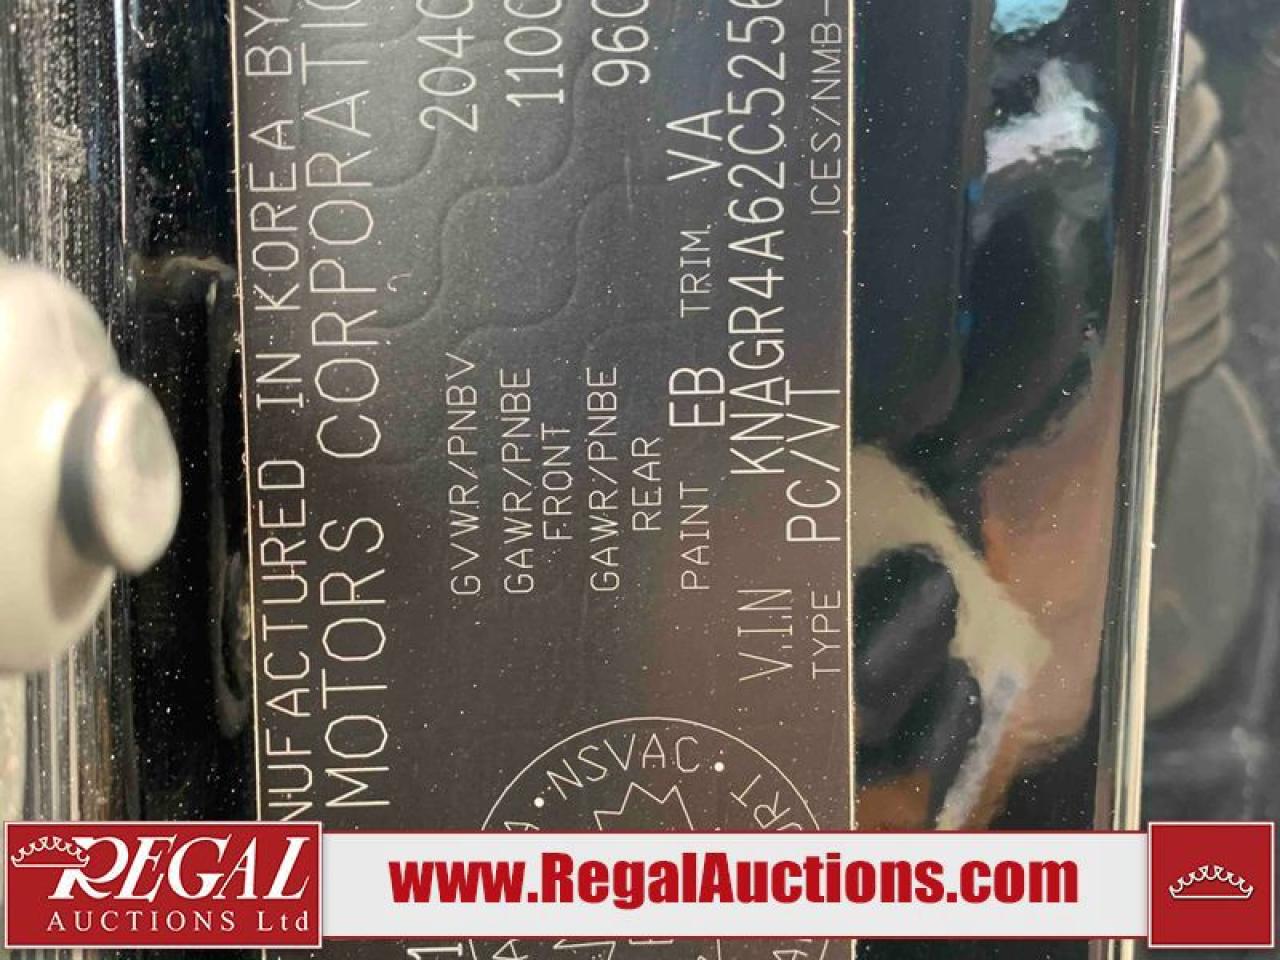 NUFACTURED IN KOREA BY
MOTORS CORPORATIO
GVWR/PNBV 2040
GAWR/PNBE 1100
FRONT
GAWR/PNBE 960
REAR
PAINT EB TRIM. VA
V.I.N KNAGR4A62C5256
TYPE PC/VT ICES/NMB-
• NSVAC •
REGAL
AUCTIONS Ltd
www.RegalAuctions.com